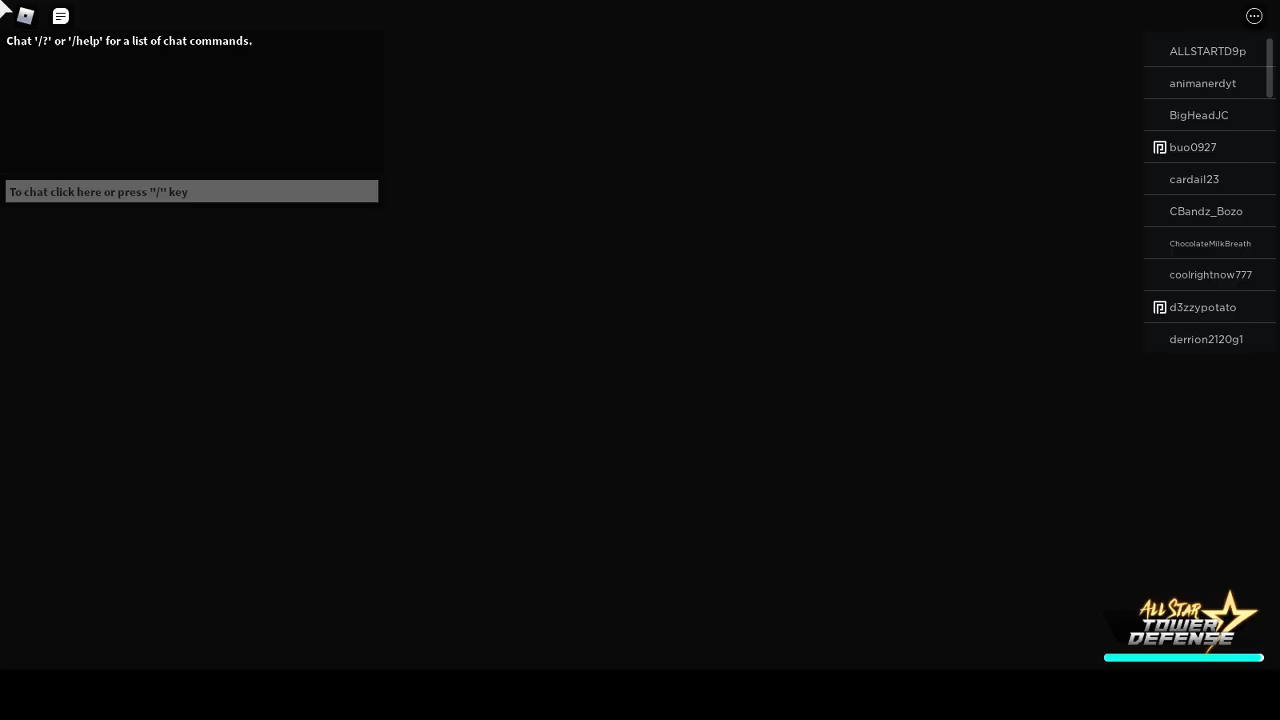 Chat '/?' or '/help' for a list of chat commands.
To chat click here or press "/" key
ALLSTARTD9p
animanerdyt
BigHeadJC
buo0927
cardail23
CBandz_Bozo
ChocolateMilkBreath
coolrightnow777
d3zzypotato
derrion2120g1
ALL STAR
TOWER
DEFENSE